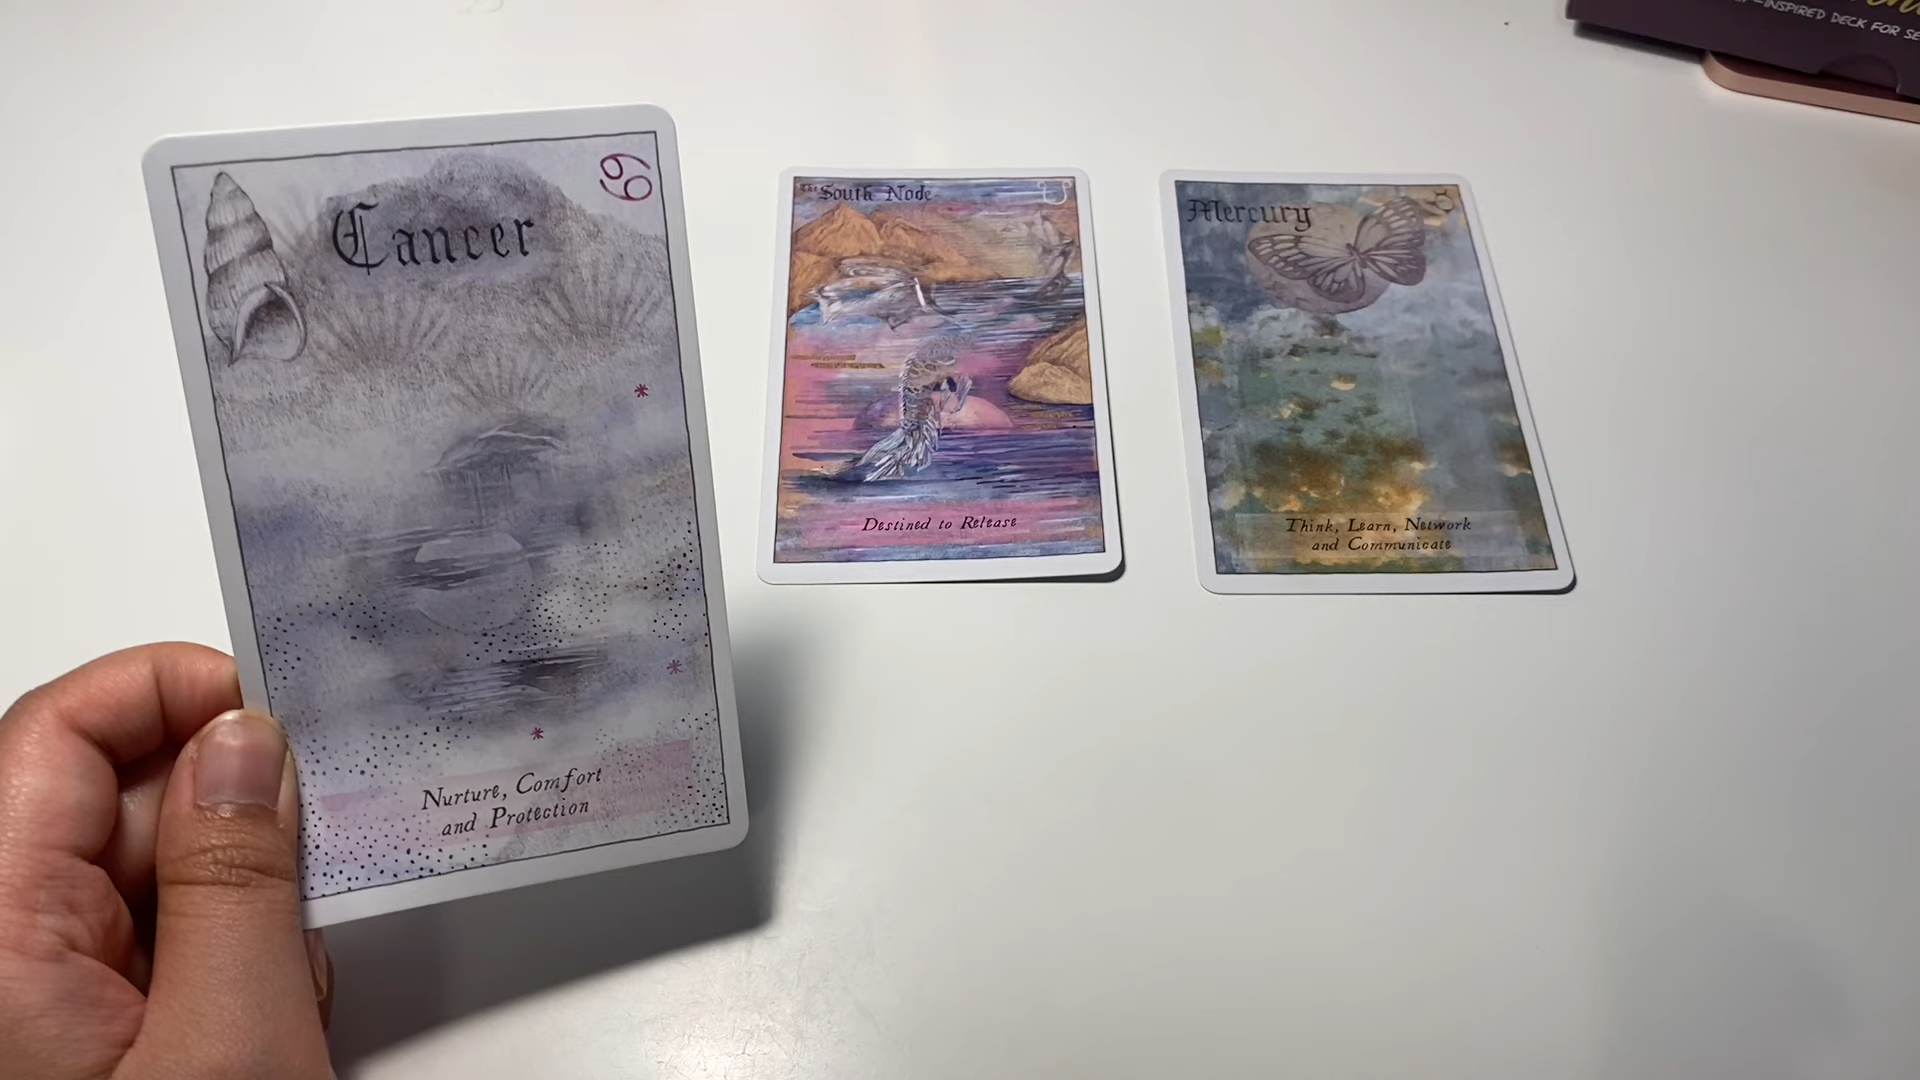 Cancer
Nurture, Comfort
and Protection
The South Node
Destined to Release
Mercury
Think, Learn, Network
and Communicate
-INSPIRED DECK FOR SE